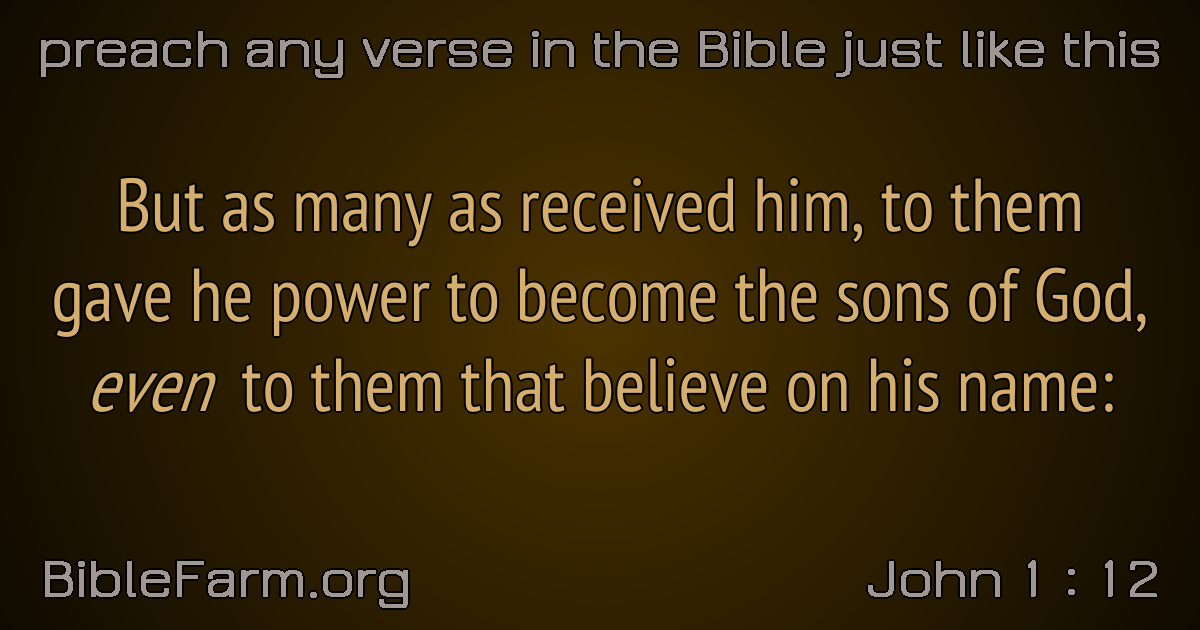 preach any verse in the Bible just like this
But as many as received him, to them
gave he power to become the sons of God,
even to them that believe on his name:
BibleFarm.org
John 1 : 12